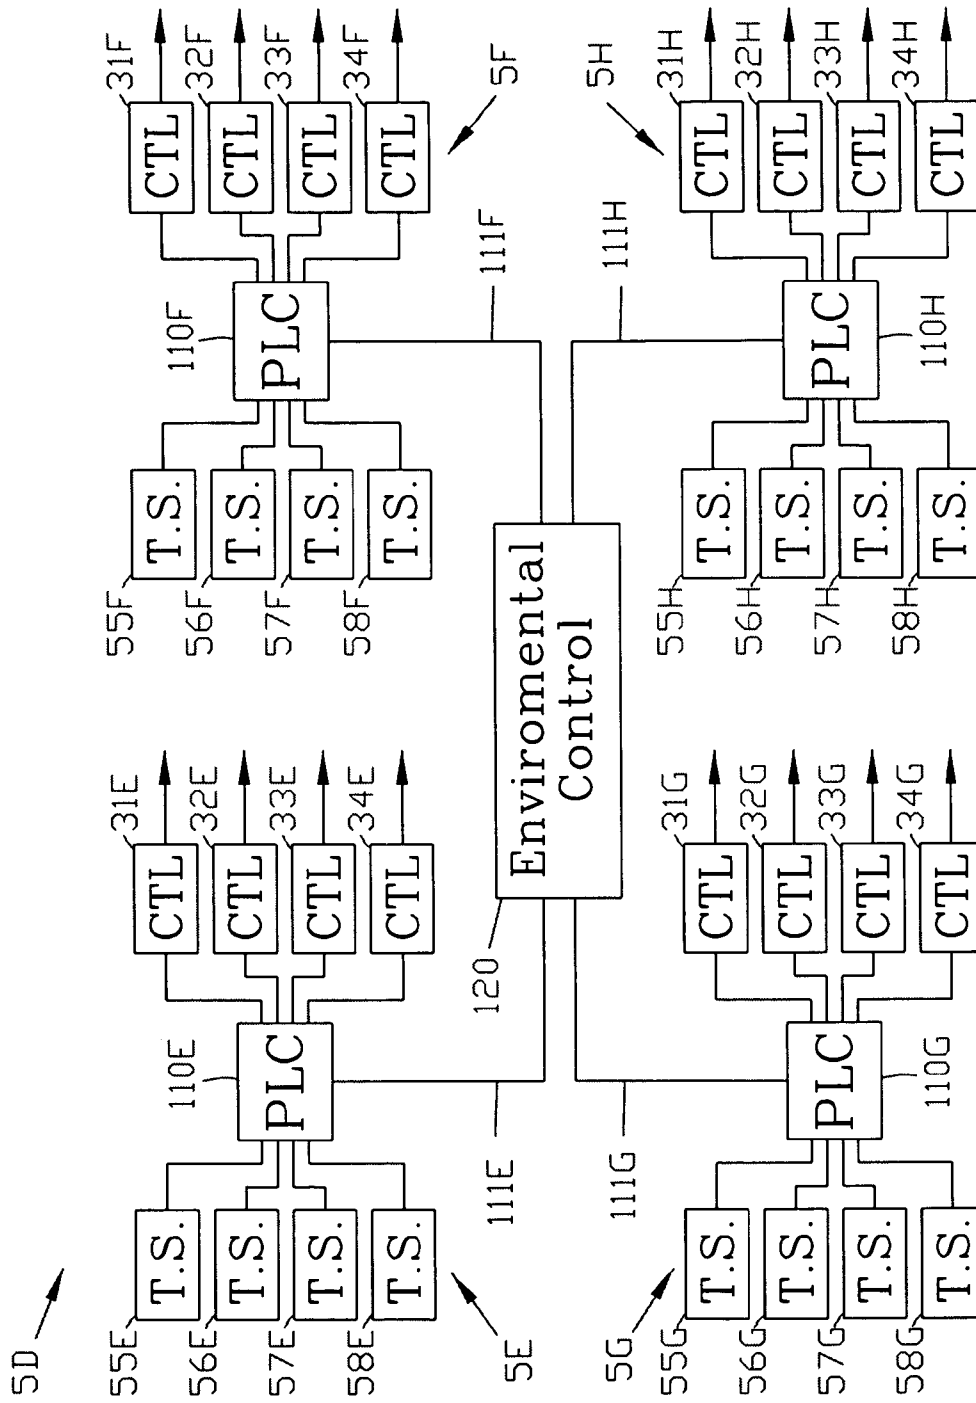 5D
55E
T.S.
56E
T.S.
57E
T.S.
58E
T.S.
110E
PLC
31E
CTL
32E
CTL
33E
CTL
34E
CTL
5E
111E
55F
T.S.
56F
T.S.
57F
T.S.
58F
T.S.
110F
PLC
31F
CTL
32F
CTL
33F
CTL
34F
CTL
5F
111F
120
Enviromental
Control
5G
111G
55G
T.S.
56G
T.S.
57G
T.S.
58G
T.S.
PLC
110G
31G
CTL
32G
CTL
33G
CTL
34G
CTL
5H
111H
55H
T.S.
56H
T.S.
57H
T.S.
58H
T.S.
PLC
110H
31H
CTL
32H
CTL
33H
CTL
34H
CTL